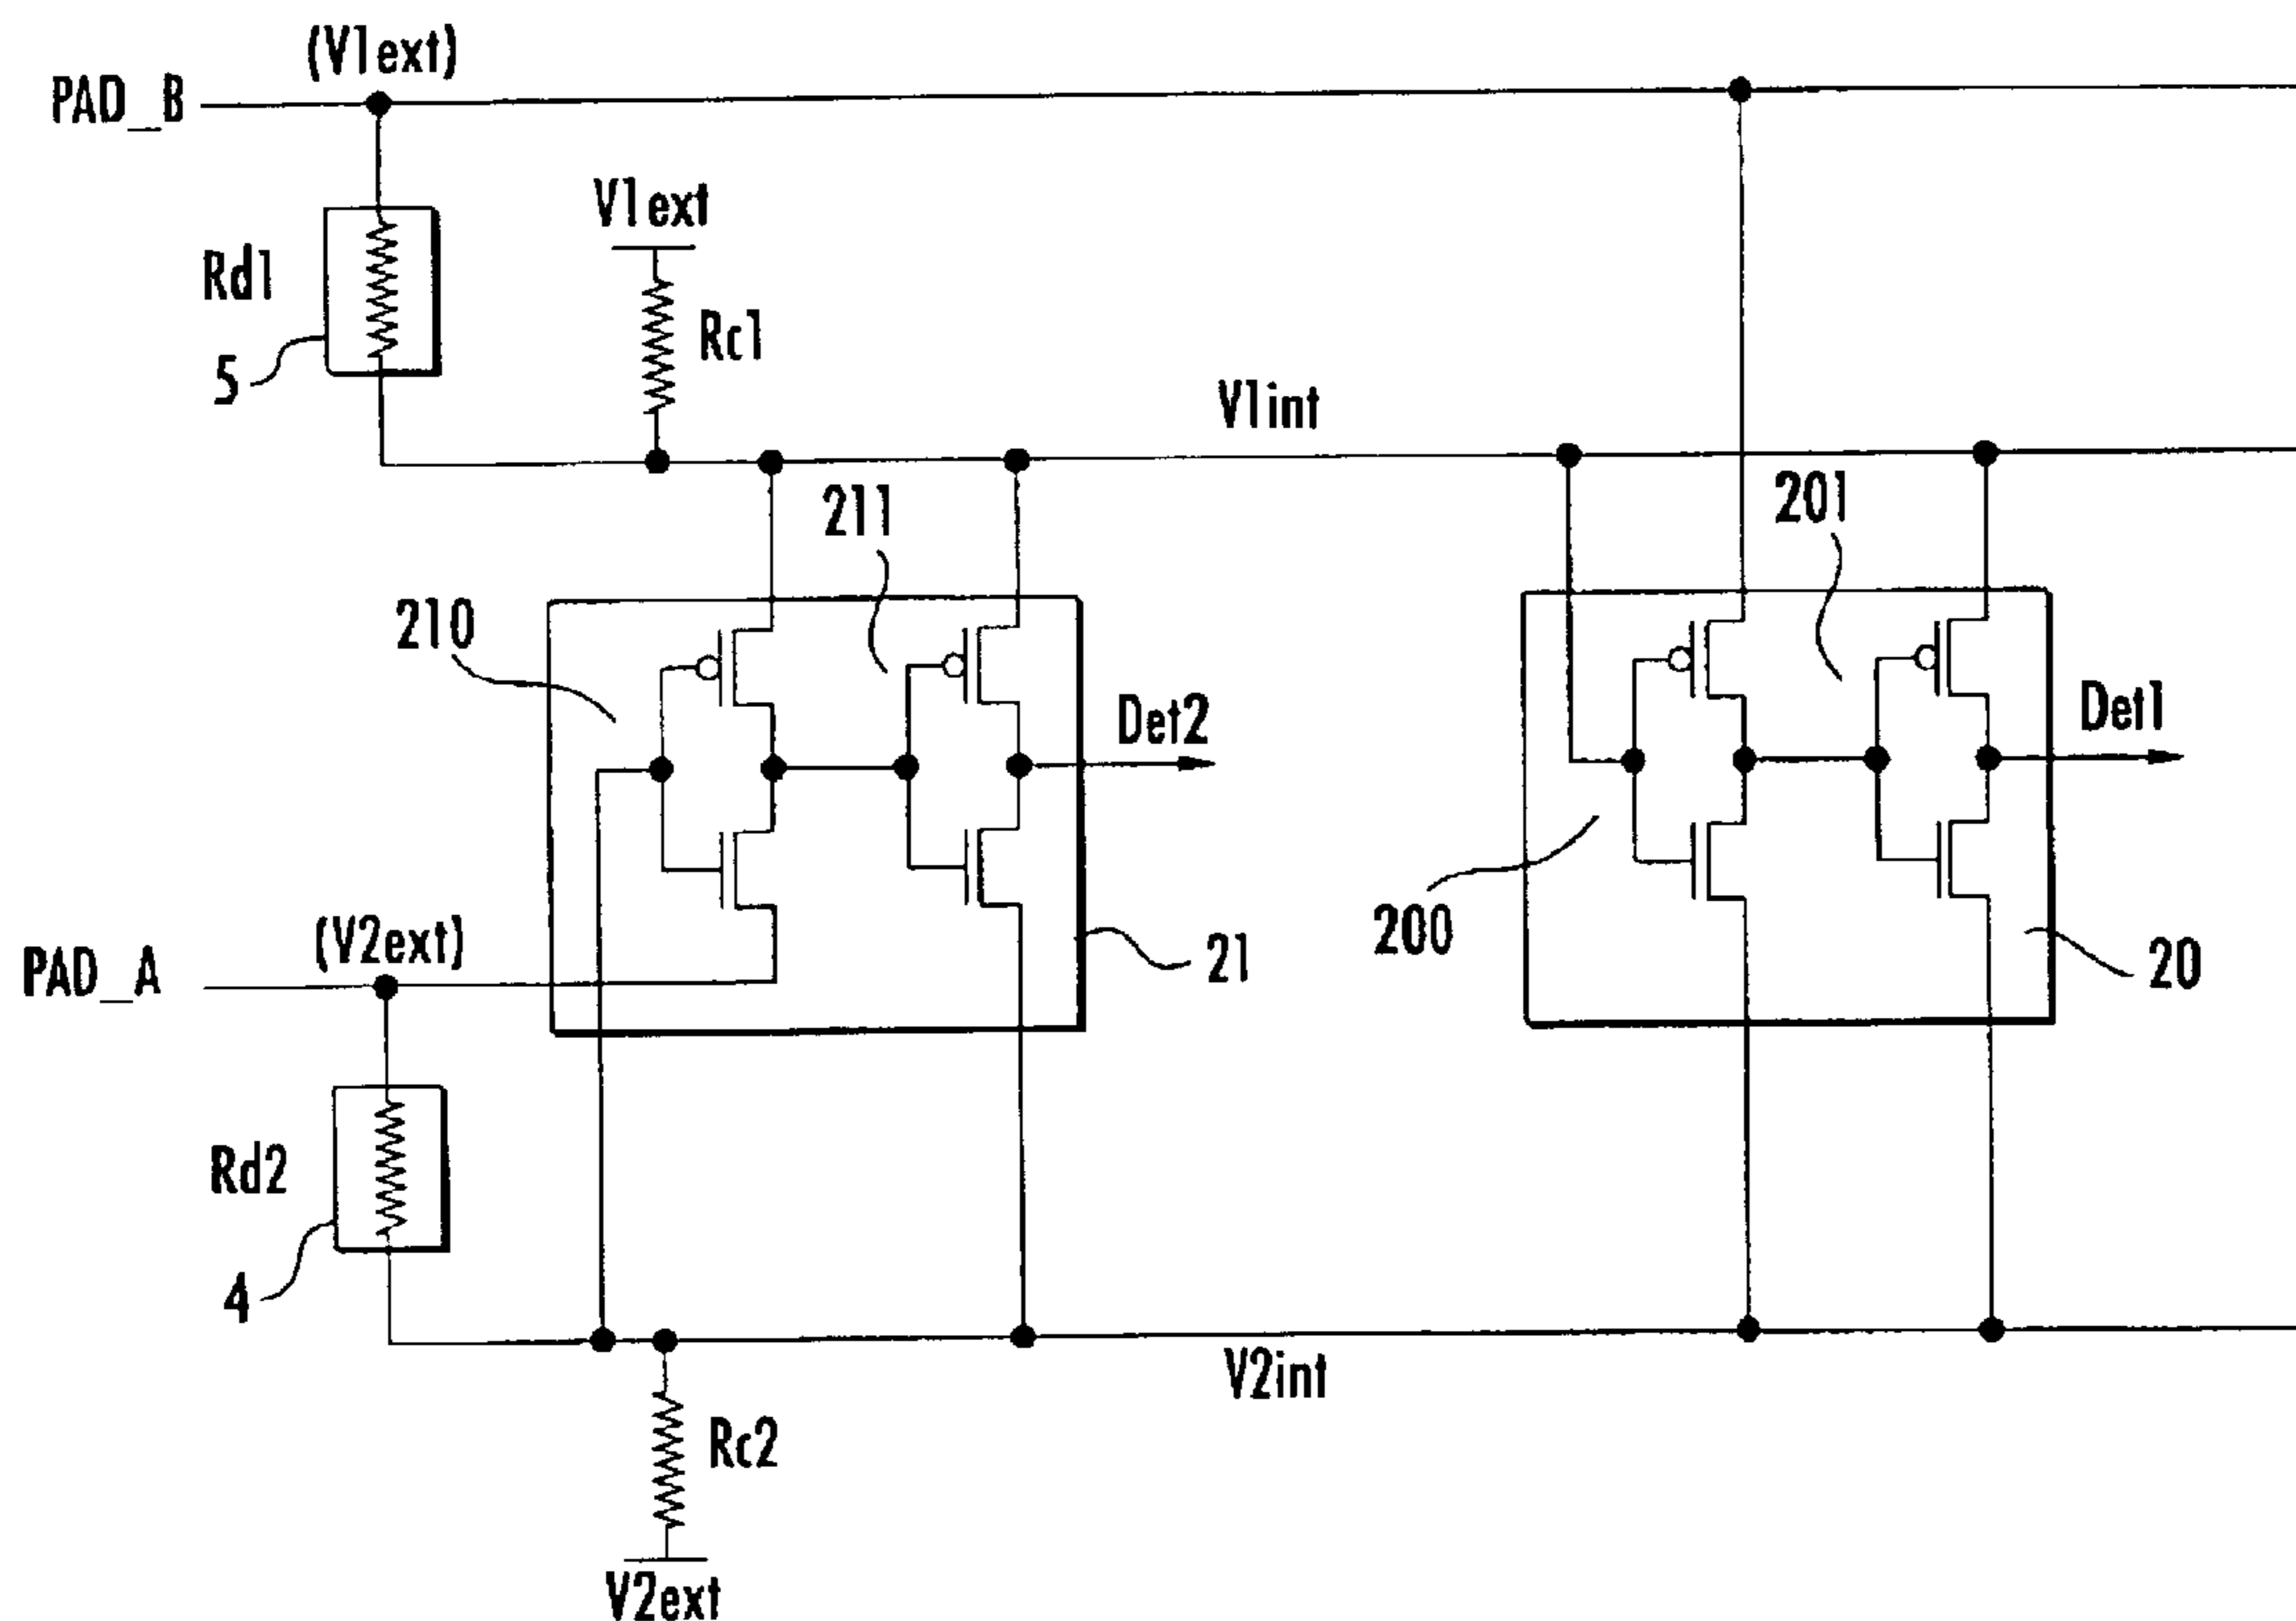 (V1ext)
PAD_B
V1ext
Rd1
Rc1
5
V1int
211
201
210
Det2
Det1
(V2ext)
PAD_A
200
21
20
Rd2
4
V2int
Rc2
V2ext